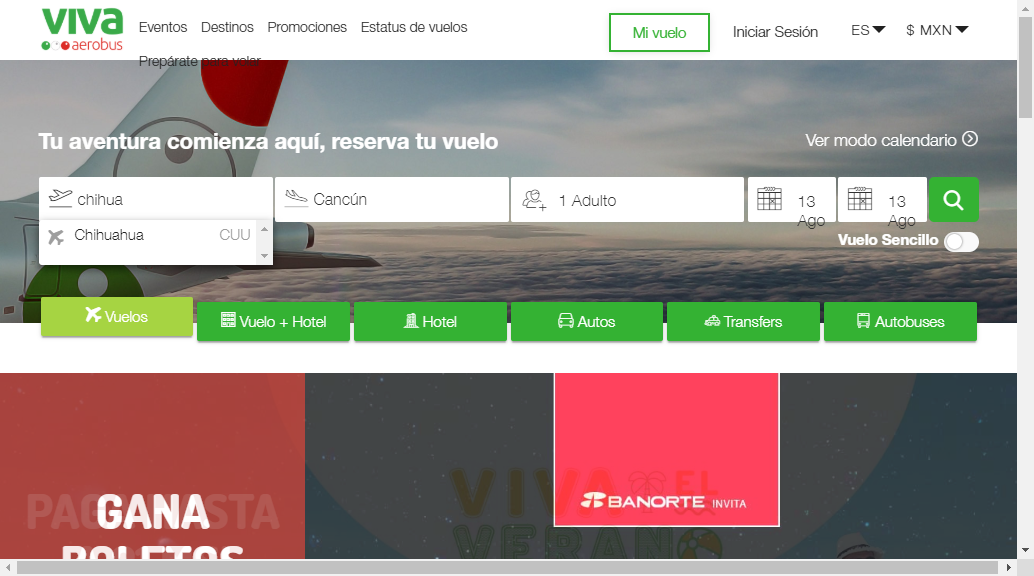 viva
aerobus
Eventos Destinos Promociones Estatus de vuelos
Prepárate para volar
Mi vuelo
Iniciar Sesión
ES
$ MXN
Tu aventura comienza aquí, reserva tu vuelo
Ver modo calendario
chihua
Cancún
1 Adulto
13
Ago
13
Ago
Chihuahua CUU
Vuelo Sencillo
Vuelos
Vuelo + Hotel
Hotel
Autos
Transfers
Autobuses
GANA
BOLETOS
VIVA EL
VERANO
BANORTE INVITA